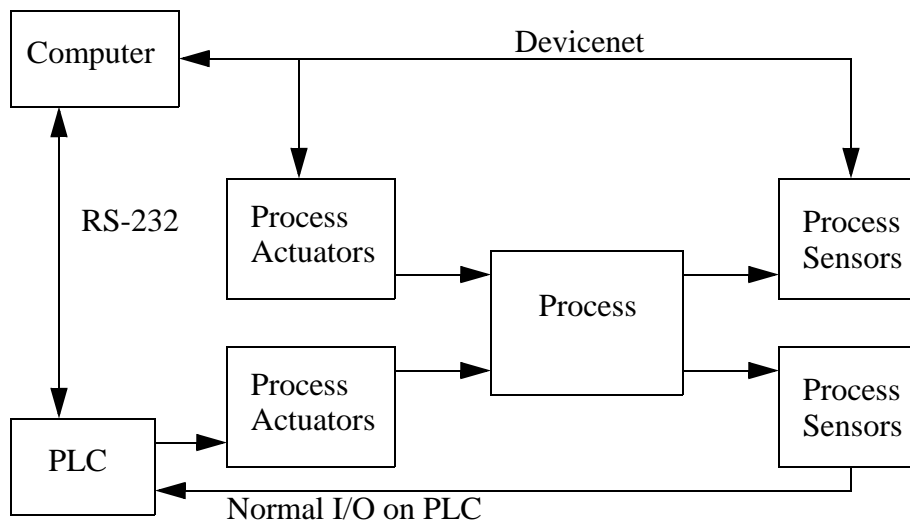 Computer
Devicenet
RS-232
Process
Actuators
Process
Sensors
Process
Process
Actuators
Process
Sensors
PLC
Normal I/O on PLC